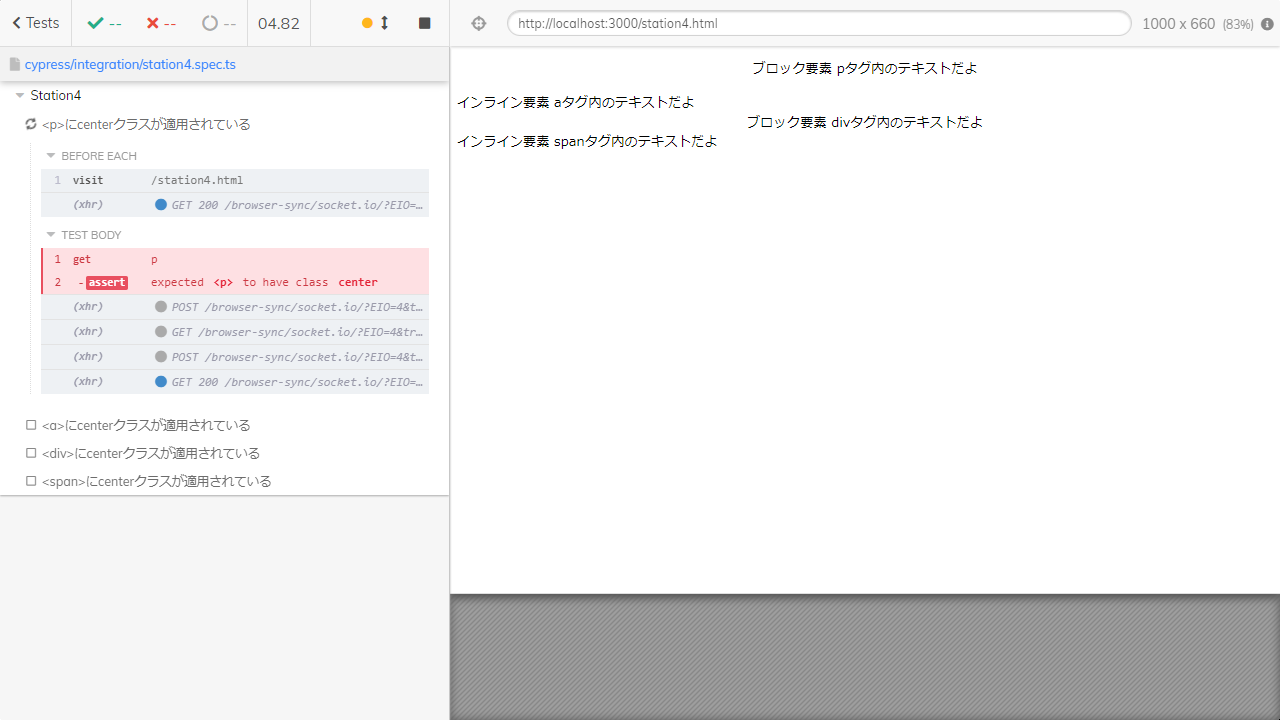 Tests
--
--
--
04.82
http://localhost:3000/station4.html
1000 x 660 (83%)
cypress/integration/station4.spec.ts
Station4
<p>にcenterクラスが適用されている
BEFORE EACH
1 visit /station4.html
(xhr) GET 200 /browser-sync/socket.io/?EIO=…
TEST BODY
1 get p
2 -assert expected <p> to have class center
(xhr) POST /browser-sync/socket.io/?EIO=4&t…
(xhr) GET /browser-sync/socket.io/?EIO=4&tr…
(xhr) POST /browser-sync/socket.io/?EIO=4&t…
(xhr) GET 200 /browser-sync/socket.io/?EIO=…
<a>にcenterクラスが適用されている
<div>にcenterクラスが適用されている
<span>にcenterクラスが適用されている
ブロック要素 pタグ内のテキストだよ
インライン要素 aタグ内のテキストだよ
ブロック要素 divタグ内のテキストだよ
インライン要素 spanタグ内のテキストだよ